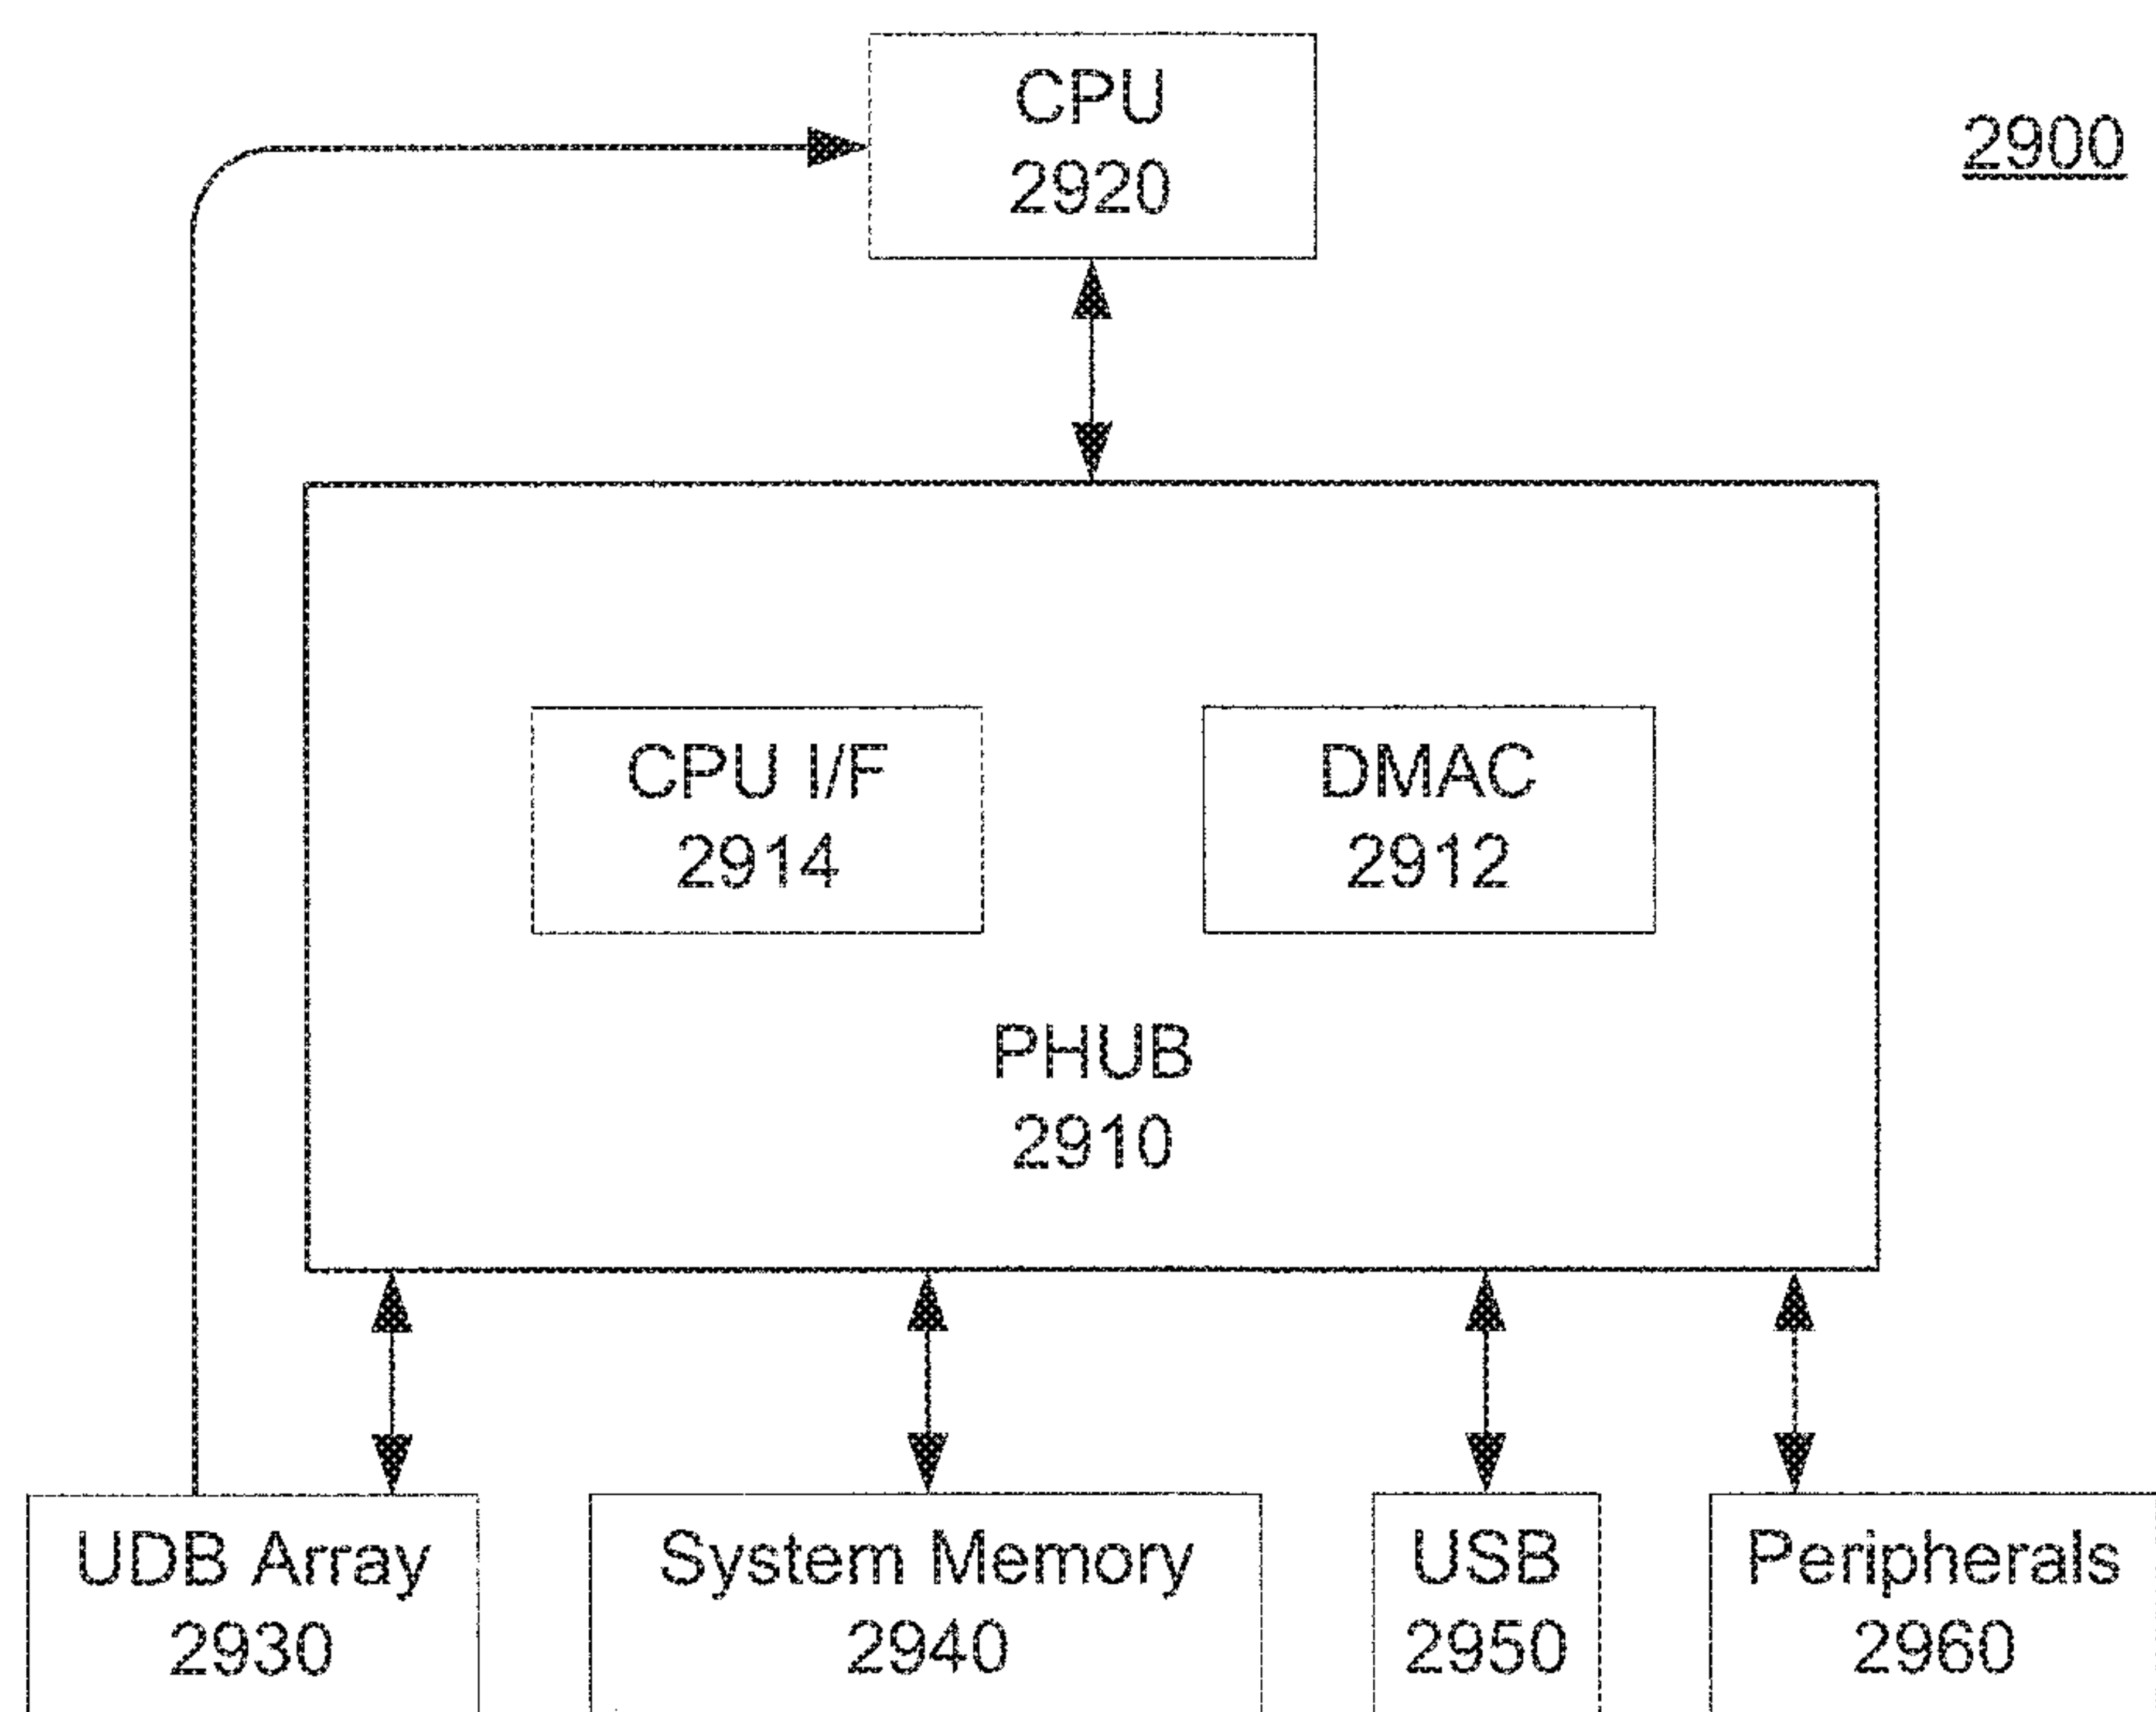 CPU
2920
2900
CPU I/F
2914
DMAC
2912
PHUB
2910
UDB Array
2930
System Memory
2940
USB
2950
Peripherals
2960